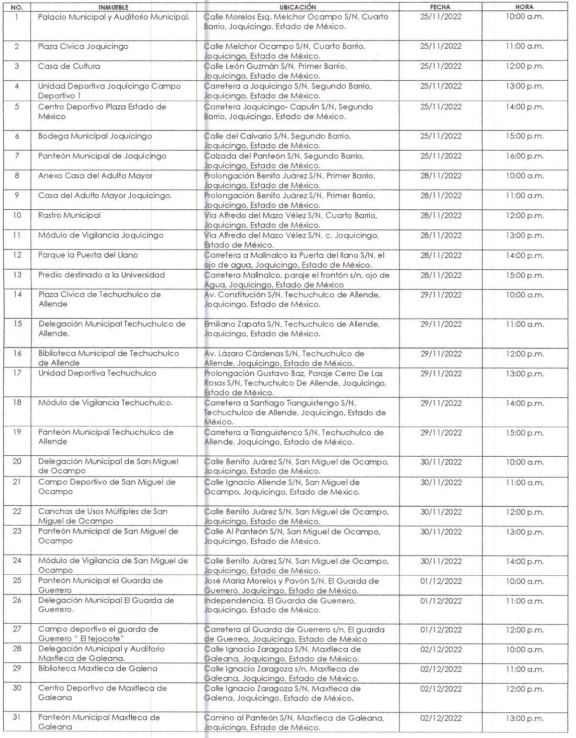 NO. INMUEBLE UBICACIÓN FECHA HORA
1 Palacio Municipal y Auditorio Municipal. Calle Morelos Esq. Melchor Ocampo S/N, Cuarto 25/11/2022 10:00 a.m.
Barrio, Joquicingo, Estado de México.
2 Plaza Cívica Joquicingo Calle Melchor Ocampo S/N, Cuarto Barrio, 25/11/2022 11:00 a.m.
Joquicingo, Estado de México.
3 Casa de Cultura Calle León Guzmán S/N, Primer Barrio, 25/11/2022 12:00 p.m.
Joquicingo, Estado de México.
4 Unidad Deportiva Joquicingo Campo Carretera a Joquicingo S/N, Segundo Barrio, 25/11/2022 13:00 p.m.
Deportivo 1 Joquicingo, Estado de México.
5 Centro Deportivo Plaza Estado de Carretera Joquicingo- Capulin S/N, Segundo 25/11/2022 14:00 p.m.
México Barrio, Joquicingo, Estado de México.
6 Bodega Municipal Joquicingo Calle del Calvario S/N, Segundo Barrio, 25/11/2022 15:00 p.m.
Joquicingo, Estado de México.
7 Panteón Municipal de Joquicingo Calzada del Panteón S/N, Segundo Barrio, 25/11/2022 16:00 p.m.
Joquicingo, Estado de México.
8 Anexo Casa del Adulto Mayor Prolongación Benito Juárez S/N, Primer Barrio, 28/11/2022 10:00 a.m.
Joquicingo, Estado de México.
9 Casa del Adulto Mayor Joquicingo. Prolongación Benito Juárez S/N, Primer Barrio, 28/11/2022 11:00 a.m.
Joquicingo, Estado de México.
10 Rastro Municipal Vía Alfredo del Mazo Vélez S/N, Cuarto Barrio, 28/11/2022 12:00 p.m.
Joquicingo, Estado de México.
11 Módulo de Vigilancia Joquicingo Vía Alfredo del Mazo Vélez S/N, c. Joquicingo, 28/11/2022 13:00 p.m.
Estado de México.
12 Parque la Puerta del Llano Carretera a Malinalco la Puerta del llano S/N, el 28/11/2022 14:00 p.m.
ojo de agua, Joquicingo, Estado de México.
13 Predio destinado a la Universidad Carretera Malinalco, paraje el frontón s/n, ojo de 28/11/2022 15:00 p.m.
Agua, Joquicingo, Estado de México
14 Plaza Cívica de Techuchulco de Av. Constitución S/N, Techuchulco de Allende, 29/11/2022 10:00 a.m.
Allende Joquicingo, Estado de México.
15 Delegación Municipal Techuchulco de Emiliano Zapata S/N, Techuchulco de Allende, 29/11/2022 11:00 a.m.
Allende. Joquicingo, Estado de México.
16 Biblioteca Municipal de Techuchulco Av. Lázaro Cárdenas S/N, Techuchulco de 29/11/2022 12:00 p.m.
de Allende Allende, Joquicingo, Estado de México.
17 Unidad Deportiva Techuchulco Prolongación Gustavo Baz, Paraje Cerro De Las 29/11/2022 13:00 p.m.
Rosas S/N, Techuchulco De Allende, Joquicingo,
Estado de México.
18 Módulo de Vigilancia Techuchulco. Carretera a Santiago Tianguistengo S/N, 29/11/2022 14:00 p.m.
Techuchulco de Allende, Joquicingo, Estado de
México.
19 Panteón Municipal Techuchulco de Carretera a Tianguistenco S/N, Techuchulco de 29/11/2022 15:00 p.m.
Allende Allende, Joquicingo, Estado de México.
20 Delegación Municipal de San Miguel Calle Benito Juárez S/N, San Miguel de Ocampo, 30/11/2022 10:00 a.m.
de Ocampo Joquicingo, Estado de México.
21 Campo Deportivo de San Miguel de Calle Ignacio Allende S/N, San Miguel de 30/11/2022 11:00 a.m.
Ocampo Ocampo, Joquicingo, Estado de México.
22 Canchas de Usos Múltiples de San Calle Benito Juárez S/N, San Miguel de Ocampo, 30/11/2022 12:00 p.m.
Miguel de Ocampo Joquicingo, Estado de México.
23 Panteón Municipal de San Miguel de Calle Al Panteón S/N, San Miguel de Ocampo, 30/11/2022 13:00 p.m.
Ocampo Joquicingo, Estado de México.
24 Módulo de Vigilancia de San Miguel de Calle Benito Juárez S/N, San Miguel de Ocampo, 30/11/2022 14:00 p.m.
Ocampo Joquicingo, Estado de México.
25 Panteón Municipal el Guarda de José María Morelos y Pavón S/N, El Guarda de 01/12/2022 10:00 a.m.
Guerrero Guerrero, Joquicingo, Estado de México.
26 Delegación Municipal El Guarda de Independencia, El Guarda de Guerrero, 01/12/2022 11:00 a.m.
Guerrero. Joquicingo, Estado de México.
27 Campo deportivo el guarda de Carretera al Guarda de Guerrero s/n, El guarda 01/12/2022 12:00 p.m.
Guerrero " El tejocote" de Guerreo, Joquicingo, Estado de México
28 Delegación Municipal y Auditorio Calle Ignacio Zaragoza S/N, Maxtleca de 02/12/2022 10:00 a.m.
Maxtleca de Galeana. Galeana, Joquicingo, Estado de México.
29 Biblioteca Maxtleca de Galena Calle Ignacio Zaragoza s/n, Maxtleca de 02/12/2022 11:00 a.m.
Galeana, Joquicingo, Estado de México.
30 Centro Deportivo de Maxtleca de Calle Ignacio Zaragoza S/N, Maxtleca de 02/12/2022 12:00 p.m.
Galeana Galena, Joquicingo, Estado de México.
31 Panteón Municipal Maxtleca de Camino al Panteón S/N, Maxtleca de Galeana, 02/12/2022 13:00 p.m.
Galeana Joquicingo, Estado de México.